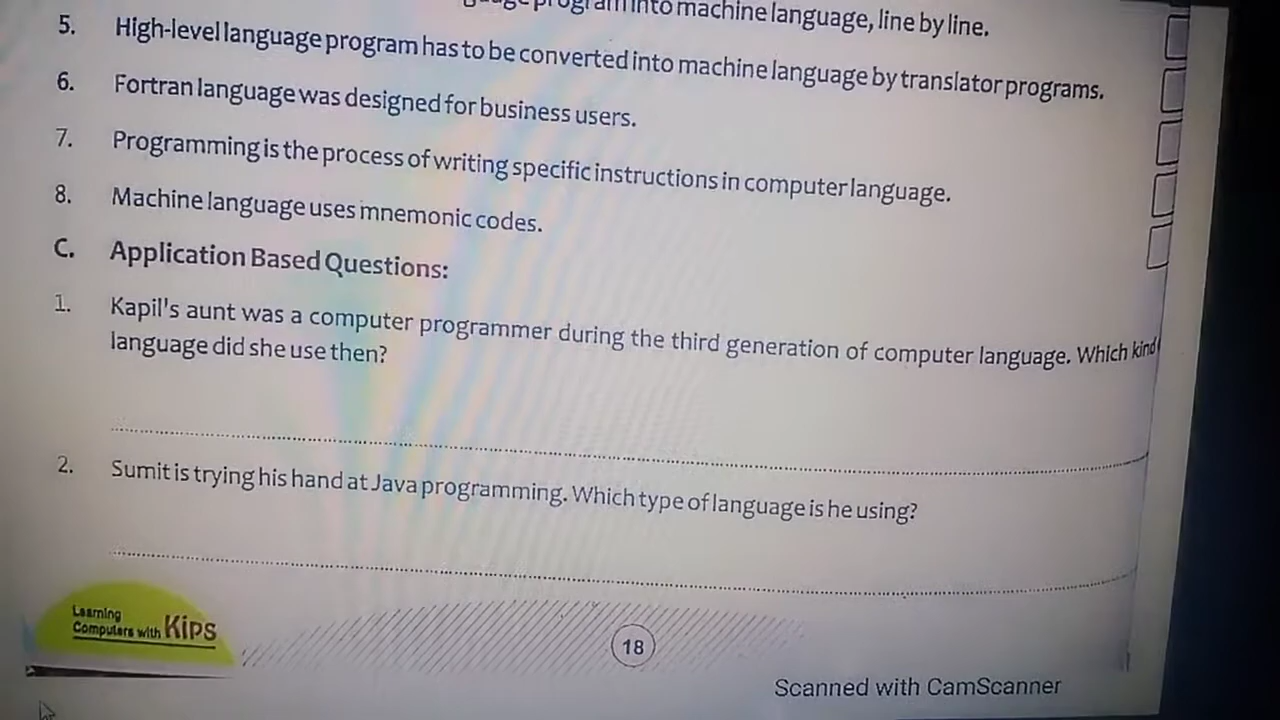 program into machine language, line by line.
5. High-level language program has to be converted into machine language by translator programs.
6. Fortran language was designed for business users.
7. Programming is the process of writing specific instructions in computer language.
8. Machine language uses mnemonic codes.
C. Application Based Questions:
1. Kapil's aunt was a computer programmer during the third generation of computer language. Which kind
language did she use then?
2. Sumit is trying his hand at Java programming. Which type of language is he using?
Learning
Computers with KiPS
18
Scanned with CamScanner